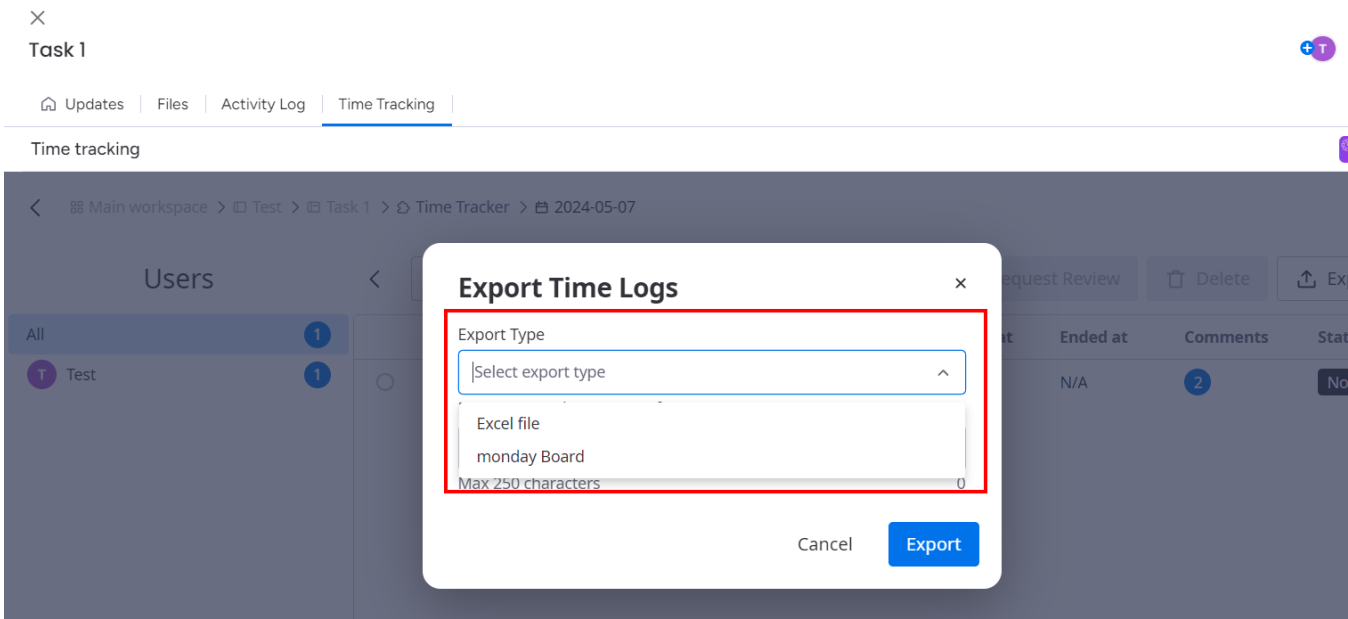 Task 1
T
Updates Files Activity Log Time Tracking
Time tracking
Main workspace > Test > Task 1 > Time Tracker > 2024-05-07
Users
Export Time Logs
equest Review Delete Ex
Export Type
All 1
at Ended at Comments Stat
Select export type
T Test 1
N/A 2 No
Excel file
monday Board
Max 250 characters 0
Cancel Export